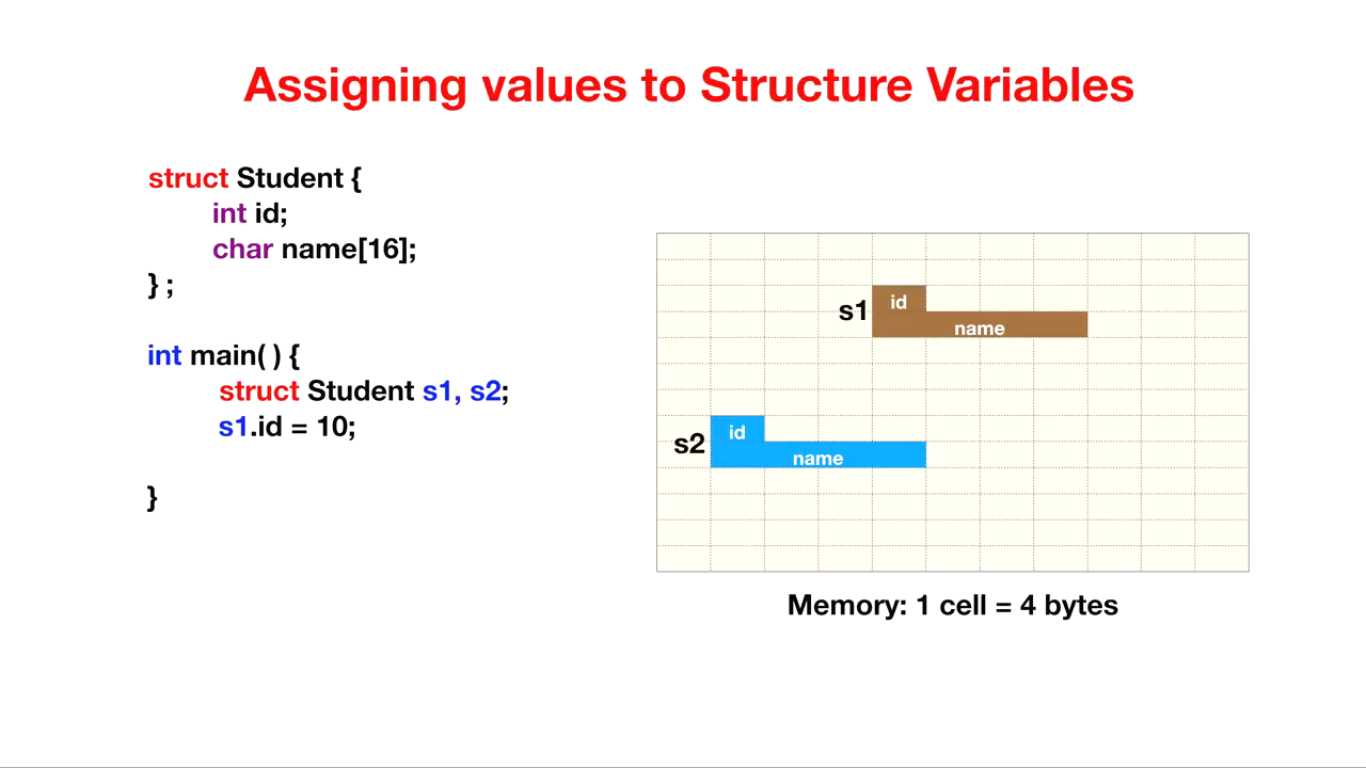 Assigning values to Structure Variables
struct Student {
int id;
char name[16];
} ;
int main( ) {
struct Student s1, s2;
s1.id = 10;
}
s1
id
name
s2
id
name
Memory: 1 cell = 4 bytes